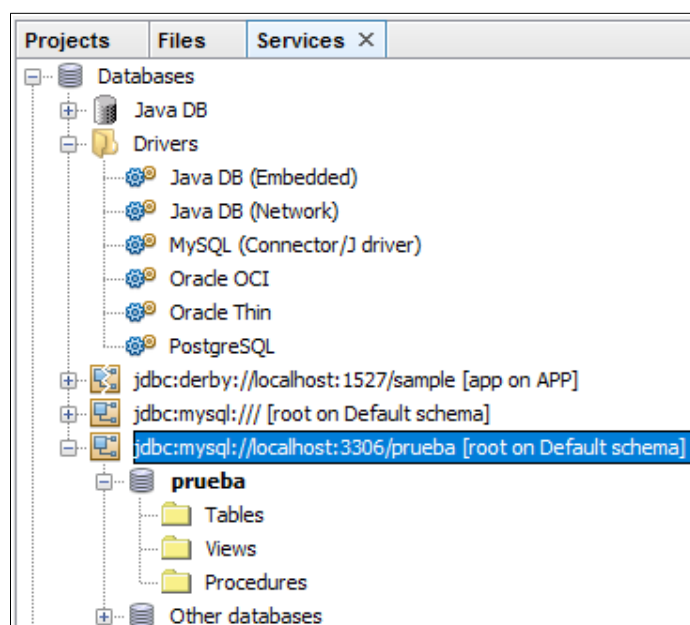 Projects Files Services ×
Databases
Java DB
Drivers
Java DB (Embedded)
Java DB (Network)
MySQL (Connector/J driver)
Oracle OCI
Oracle Thin
PostgreSQL
jdbc:derby://localhost:1527/sample [app on APP]
jdbc:mysql:/// [root on Default schema]
jdbc:mysql://localhost:3306/prueba [root on Default schema]
prueba
Tables
Views
Procedures
Other databases